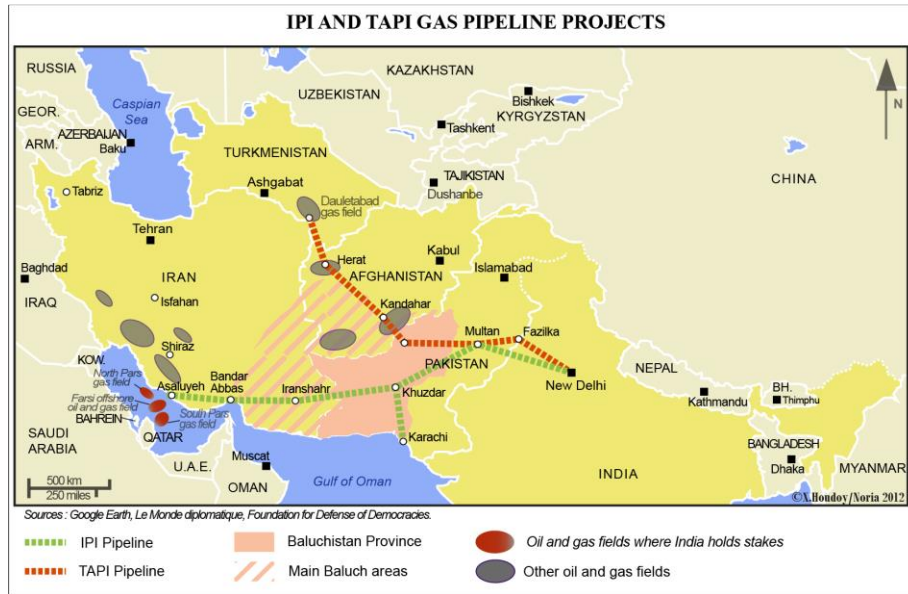 IPI AND TAPI GAS PIPELINE PROJECTS
RUSSIA
KAZAKHSTAN
UZBEKISTAN
Bishkek
KYRGYZSTAN
N
GEOR.
Caspian
Sea
AZERBAIJAN
Baku
ARM.
Tashkent
TURKMENISTAN
TAJIKISTAN
Dushanbe
CHINA
Tabriz
Ashgabat
Dauletabad
gas field
Tehran
Herat
Kabul
Islamabad
Baghdad
IRAN
AFGHANISTAN
IRAQ
Isfahan
Kandahar
Multan
Fazilka
Shiraz
KOW.
North Pars
gas field
Asaluyeh
Bandar
Abbas
Iranshahr
PAKISTAN
New Delhi
NEPAL
Kathmandu
BH.
Thimphu
Khuzdar
Farsi offshore
oil and gas field
BAHREIN
South Pars
gas field
QATAR
Karachi
SAUDI
ARABIA
U.A.E.
Muscat
OMAN
Gulf of Oman
INDIA
BANGLADESH
Dhaka
MYANMAR
500 km
250 miles
©X.Houdoy/Noria 2012
Sources : Google Earth, Le Monde diplomatique, Foundation for Defense of Democracies.
IPI Pipeline
Baluchistan Province
Oil and gas fields where India holds stakes
TAPI Pipeline
Main Baluch areas
Other oil and gas fields